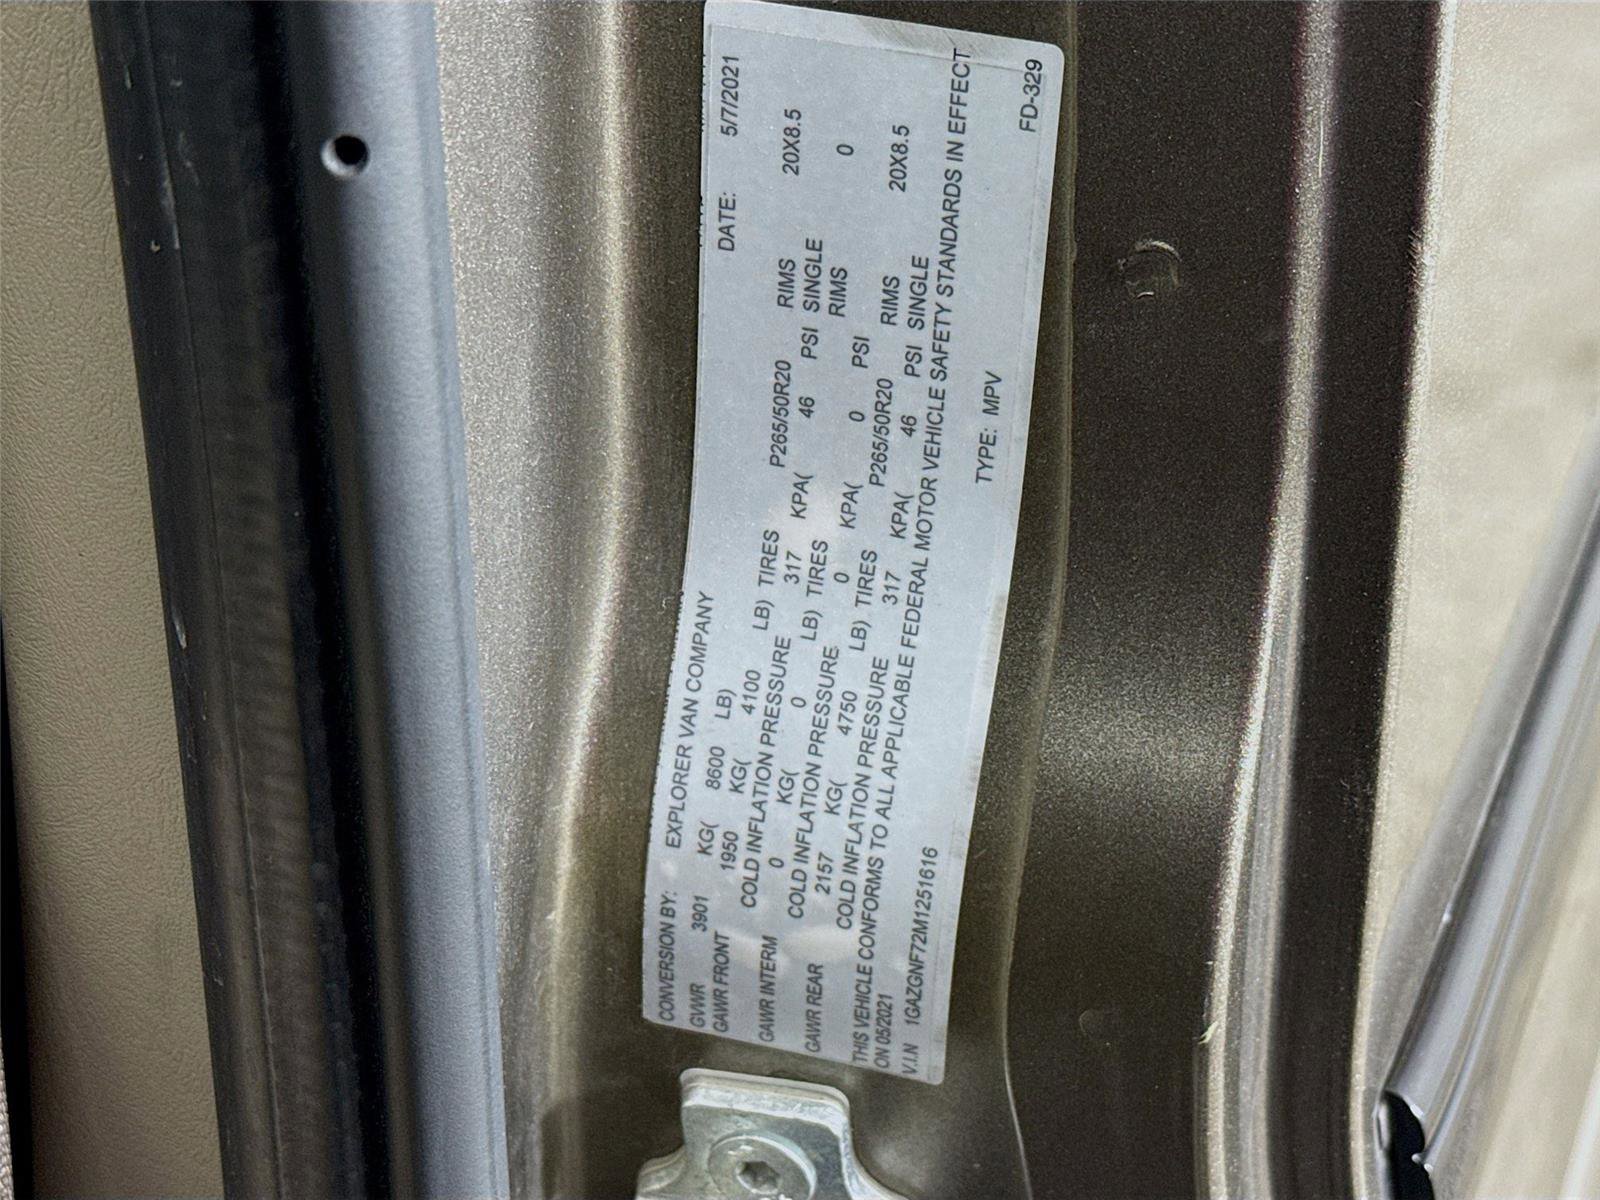 CONVERSION BY: EXPLORER VAN COMPANY DATE: 5/7/2021
GVWR 3901 KG( 8600 LB)
GAWR FRONT 1950 KG( 4100 LB) TIRES P265/50R20 RIMS 20X8.5
COLD INFLATION PRESSURE 317 KPA( 46 PSI SINGLE
GAWR INTERM 0 KG( 0 LB) TIRES RIMS 0
COLD INFLATION PRESSURE 0 KPA( 0 PSI
GAWR REAR 2157 KG( 4750 LB) TIRES P265/50R20 RIMS 20X8.5
COLD INFLATION PRESSURE 317 KPA( 46 PSI SINGLE
THIS VEHICLE CONFORMS TO ALL APPLICABLE FEDERAL MOTOR VEHICLE SAFETY STANDARDS IN EFFECT
ON 05/2021
V.I.N 1GAZGNF72M1251616 TYPE: MPV FD-329